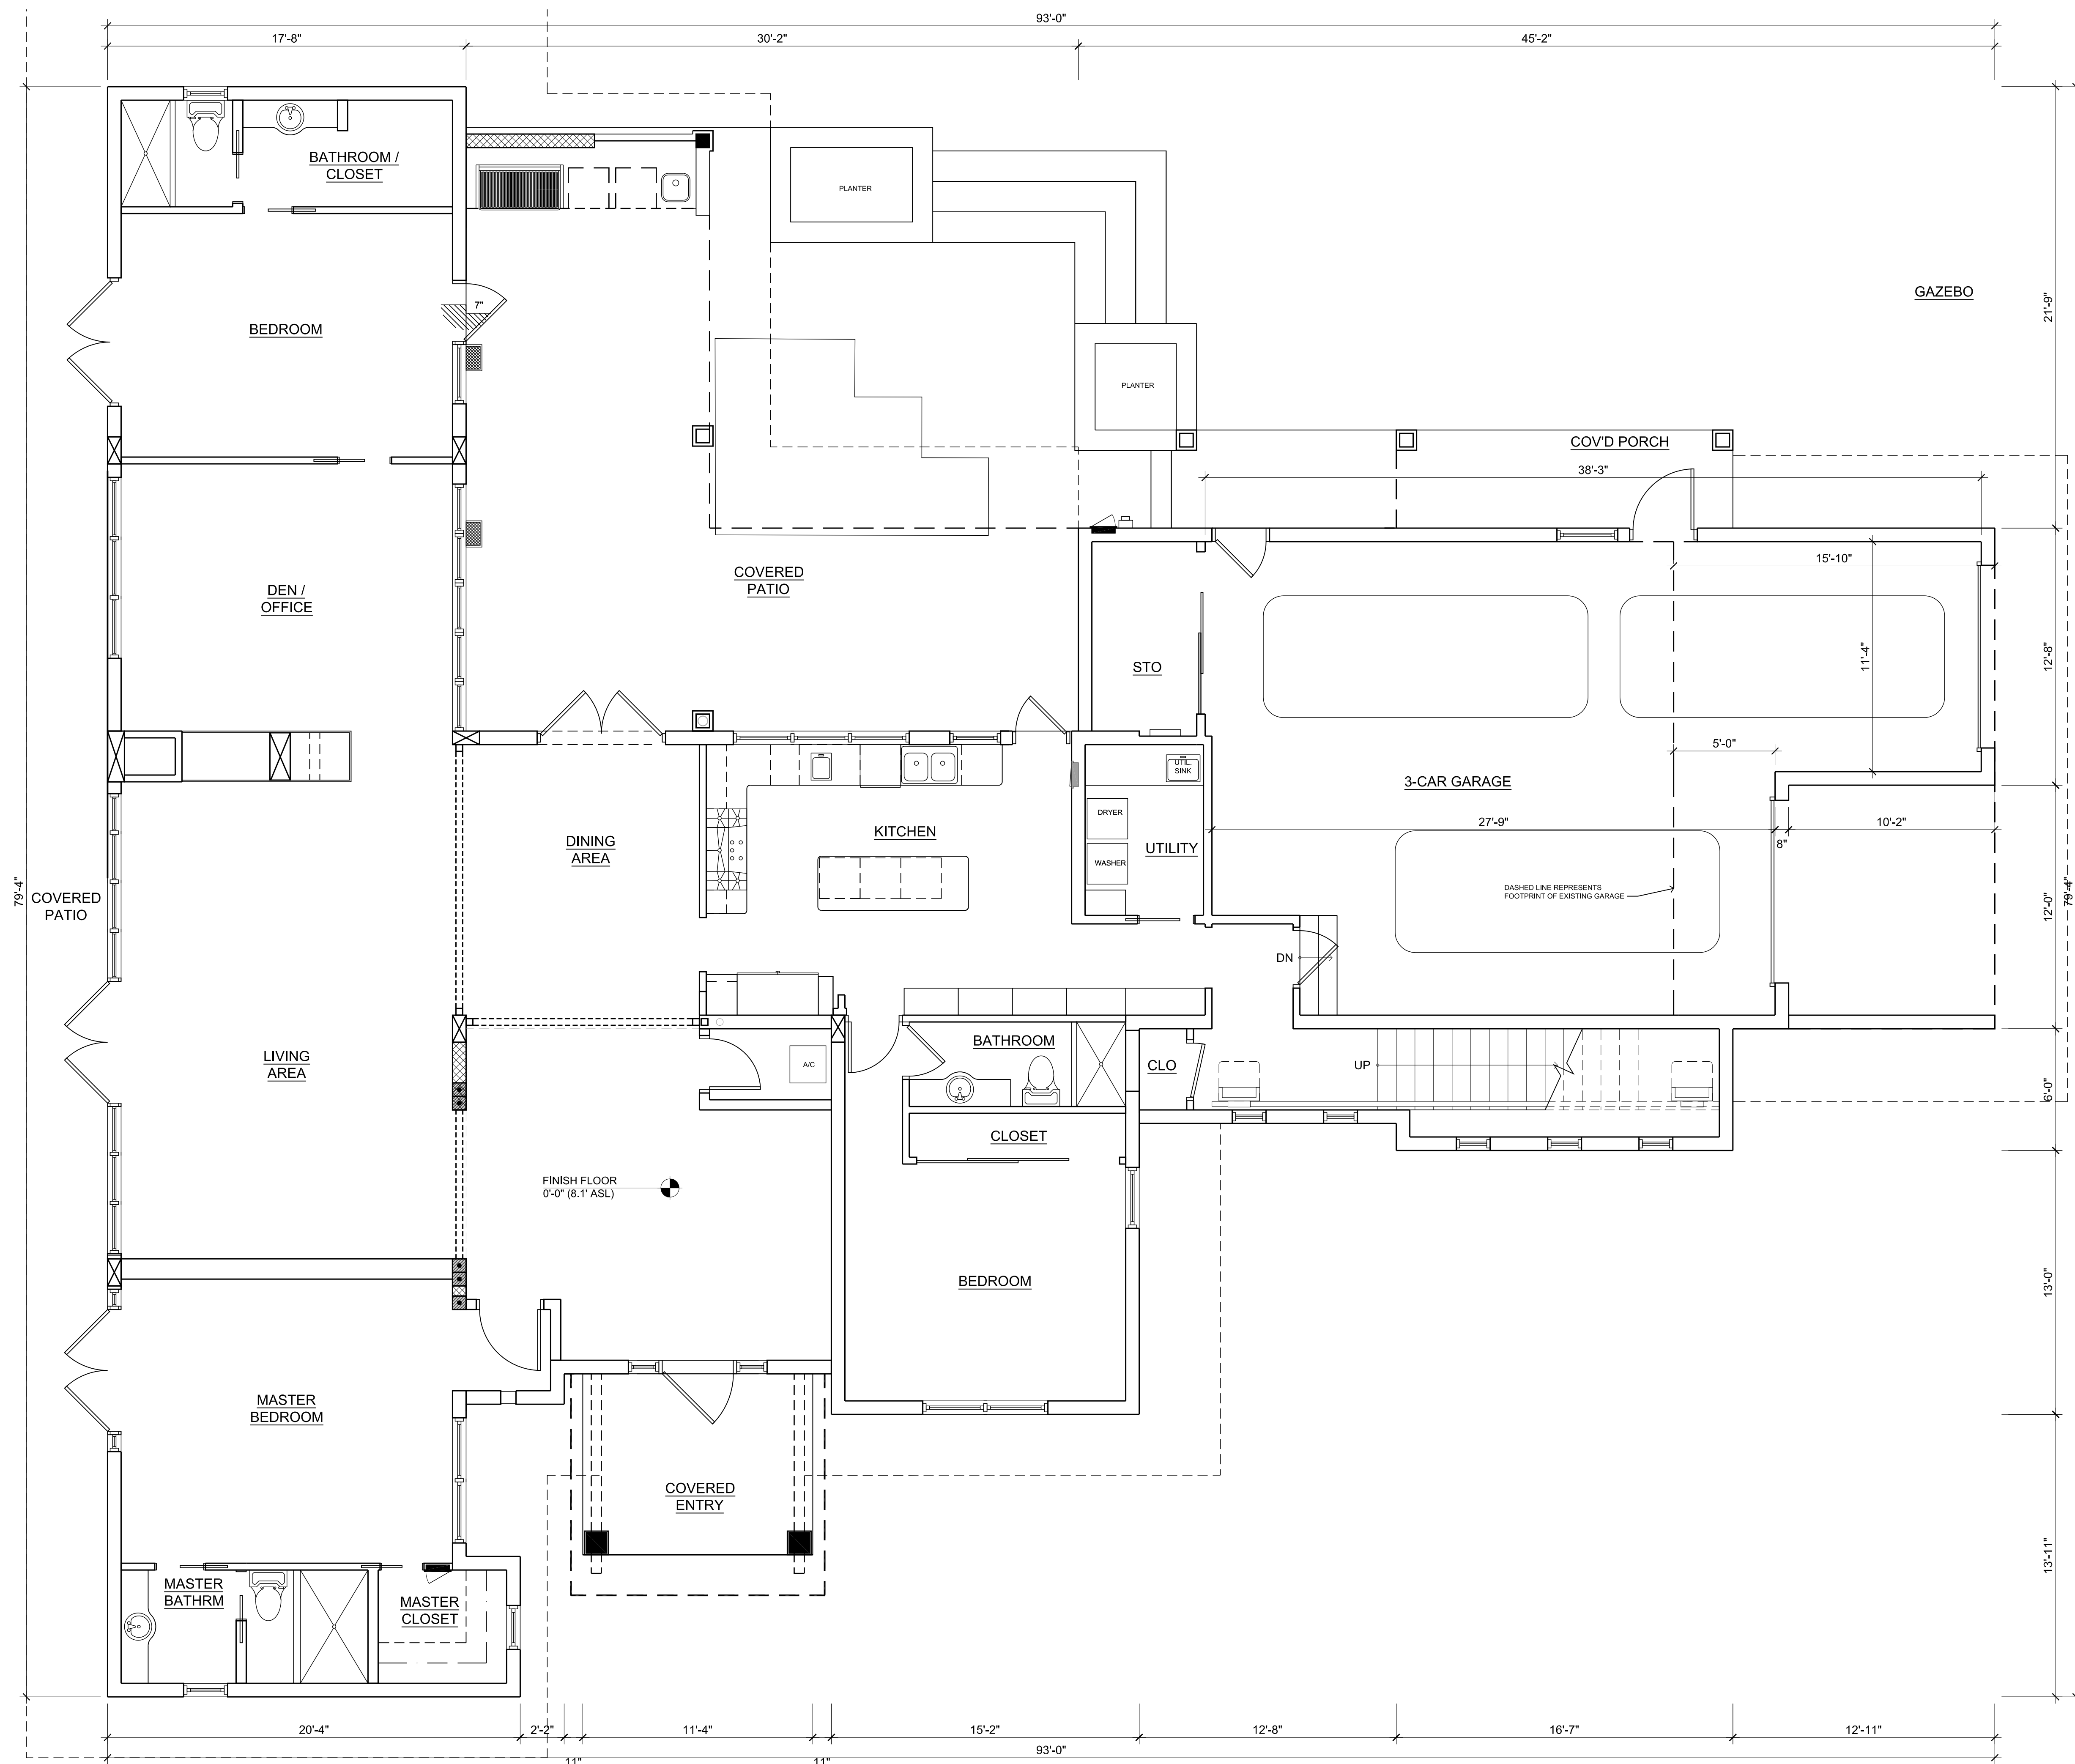 93'-0"
17'-8"
30'-2"
45'-2"
BATHROOM /
CLOSET
PLANTER
GAZEBO
21'-9"
7"
BEDROOM
PLANTER
COV'D PORCH
38'-3"
15'-10"
COVERED
PATIO
DEN /
OFFICE
STO
11'-4"
12'-8"
5'-0"
UTIL.
SINK
3-CAR GARAGE
DRYER
KITCHEN
27'-9"
10'-2"
8"
DINING
AREA
UTILITY
WASHER
79'-4"
COVERED
PATIO
DASHED LINE REPRESENTS
FOOTPRINT OF EXISTING GARAGE
12'-0"
79'-4"
DN
BATHROOM
LIVING
AREA
A/C
CLO
UP
6'-0"
CLOSET
FINISH FLOOR
0'-0" (8.1' ASL)
BEDROOM
13'-0"
MASTER
BEDROOM
COVERED
ENTRY
13'-11"
MASTER
BATHRM
MASTER
CLOSET
20'-4"
2'-2"
11'-4"
15'-2"
12'-8"
16'-7"
12'-11"
93'-0"
11"
11"